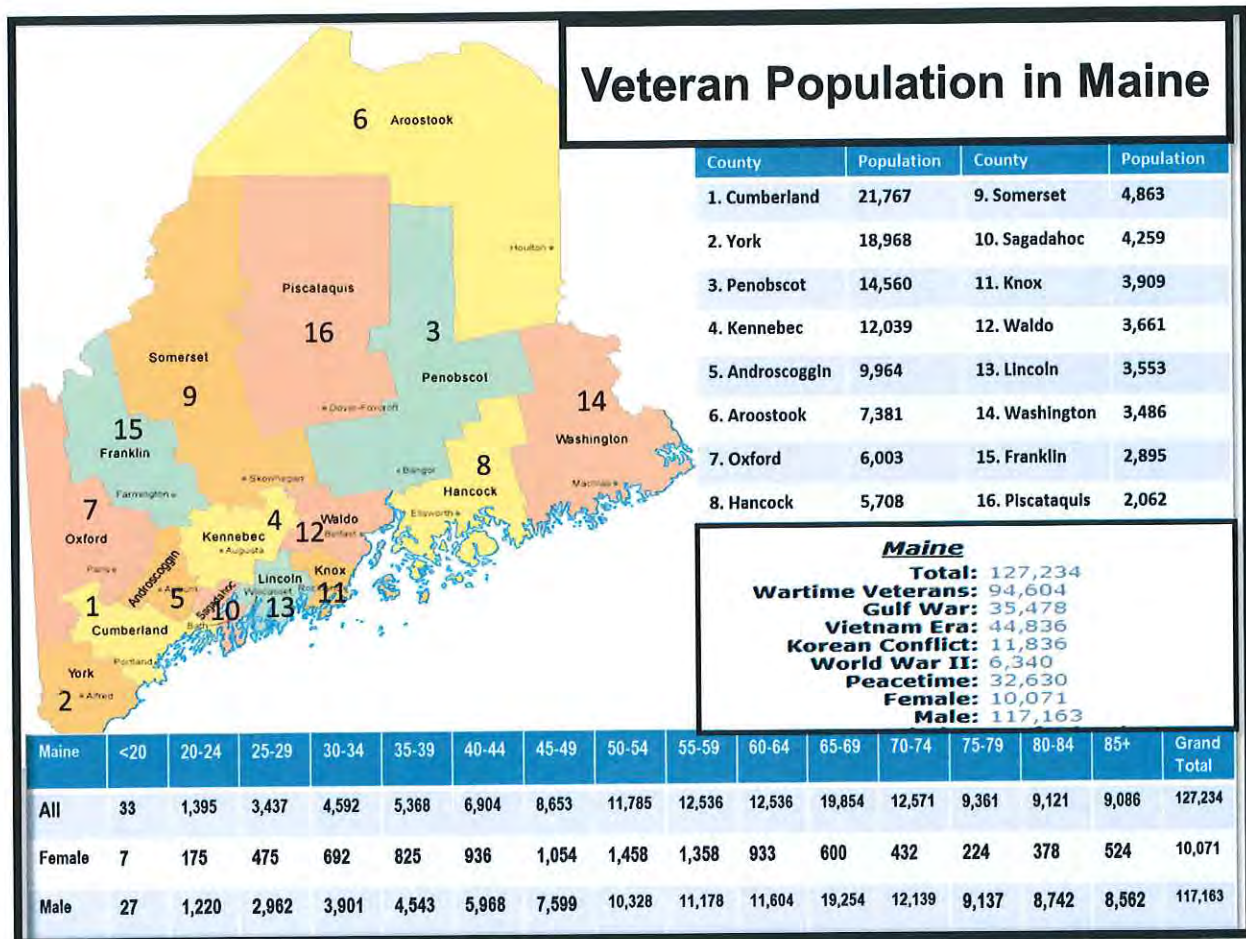 Veteran Population in Maine
6 Aroostook
Houlton
Piscataquis
16
3
Somerset
Penobscot
9
14
Dover-Foxcroft
15
Washington
Franklin
8
Bangor
Skowhegan
Machias
Farmington
Hancock
7
4
Waldo
Ellsworth
12
Belfast
Oxford
Kennebec
Augusta
Knox
Paris
Androscoggin
Lincoln
Wiscasset
Sagadahoc
1
5
10
13
11
Bath
Cumberland
Portland
York
2
Alfred
County Population County Population
1. Cumberland 21,767 9. Somerset 4,863
2. York 18,968 10. Sagadahoc 4,259
3. Penobscot 14,560 11. Knox 3,909
4. Kennebec 12,039 12. Waldo 3,661
5. Androscoggin 9,964 13. Lincoln 3,553
6. Aroostook 7,381 14. Washington 3,486
7. Oxford 6,003 15. Franklin 2,895
8. Hancock 5,708 16. Piscataquis 2,062
Maine
Total: 127,234
Wartime Veterans: 94,604
Gulf War: 35,478
Vietnam Era: 44,836
Korean Conflict: 11,836
World War II: 6,340
Peacetime: 32,630
Female: 10,071
Male: 117,163
Maine <20 20-24 25-29 30-34 35-39 40-44 45-49 50-54 55-59 60-64 65-69 70-74 75-79 80-84 85+ Grand Total
All 33 1,395 3,437 4,592 5,368 6,904 8,653 11,785 12,536 12,536 19,854 12,571 9,361 9,121 9,086 127,234
Female 7 175 475 692 825 936 1,054 1,458 1,358 933 600 432 224 378 524 10,071
Male 27 1,220 2,962 3,901 4,543 5,968 7,599 10,328 11,178 11,604 19,254 12,139 9,137 8,742 8,562 117,163